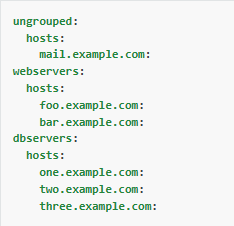 ungrouped:
  hosts:
    mail.example.com:
webservers:
  hosts:
    foo.example.com:
    bar.example.com:
dbservers:
  hosts:
    one.example.com:
    two.example.com:
    three.example.com: